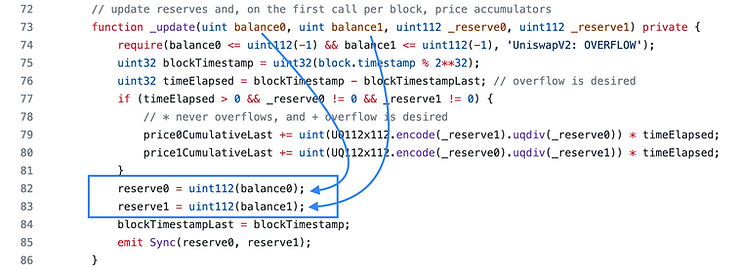 72 // update reserves and, on the first call per block, price accumulators
73 function _update(uint balance0, uint balance1, uint112 _reserve0, uint112 _reserve1) private {
74 require(balance0 <= uint112(-1) && balance1 <= uint112(-1), 'UniswapV2: OVERFLOW');
75 uint32 blockTimestamp = uint32(block.timestamp % 2**32);
76 uint32 timeElapsed = blockTimestamp - blockTimestampLast; // overflow is desired
77 if (timeElapsed > 0 && _reserve0 != 0 && _reserve1 != 0) {
78 // * never overflows, and + overflow is desired
79 price0CumulativeLast += uint(UQ112x112.encode(_reserve1).uqdiv(_reserve0)) * timeElapsed;
80 price1CumulativeLast += uint(UQ112x112.encode(_reserve0).uqdiv(_reserve1)) * timeElapsed;
81 }
82 reserve0 = uint112(balance0);
83 reserve1 = uint112(balance1);
84 blockTimestampLast = blockTimestamp;
85 emit Sync(reserve0, reserve1);
86 }